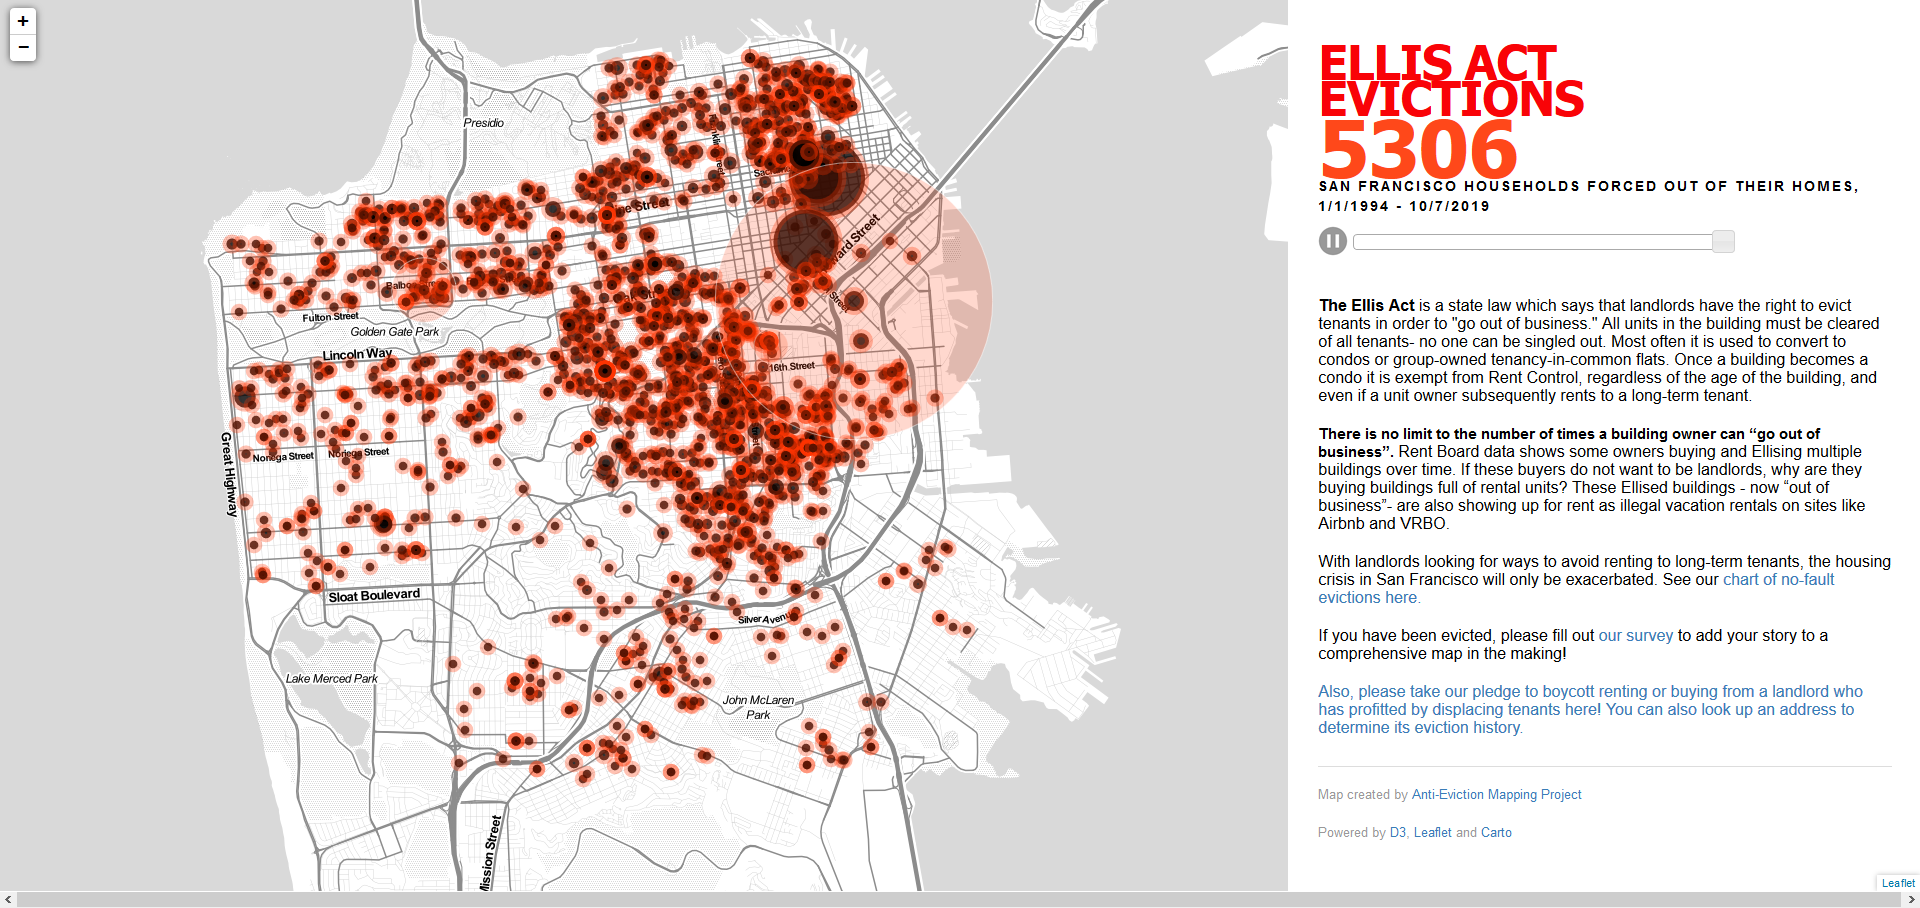 +
−
Presidio
Fulton Street
Golden Gate Park
Lincoln Way
16th Street
Great Highway
Noriega Street
Noriega Street
Sloat Boulevard
Silver Avenue
Lake Merced Park
John McLaren
Park
Mission Street
ELLIS ACT
EVICTIONS
5306
SAN FRANCISCO HOUSEHOLDS FORCED OUT OF THEIR HOMES,
1/1/1994 - 10/7/2019
The Ellis Act is a state law which says that landlords have the right to evict
tenants in order to "go out of business." All units in the building must be cleared
of all tenants- no one can be singled out. Most often it is used to convert to
condos or group-owned tenancy-in-common flats. Once a building becomes a
condo it is exempt from Rent Control, regardless of the age of the building, and
even if a unit owner subsequently rents to a long-term tenant.
There is no limit to the number of times a building owner can “go out of
business”. Rent Board data shows some owners buying and Ellising multiple
buildings over time. If these buyers do not want to be landlords, why are they
buying buildings full of rental units? These Ellised buildings - now “out of
business”- are also showing up for rent as illegal vacation rentals on sites like
Airbnb and VRBO.
With landlords looking for ways to avoid renting to long-term tenants, the housing
crisis in San Francisco will only be exacerbated. See our chart of no-fault
evictions here.
If you have been evicted, please fill out our survey to add your story to a
comprehensive map in the making!
Also, please take our pledge to boycott renting or buying from a landlord who
has profitted by displacing tenants here! You can also look up an address to
determine its eviction history.
Map created by Anti-Eviction Mapping Project
Powered by D3, Leaflet and Carto
Leaflet